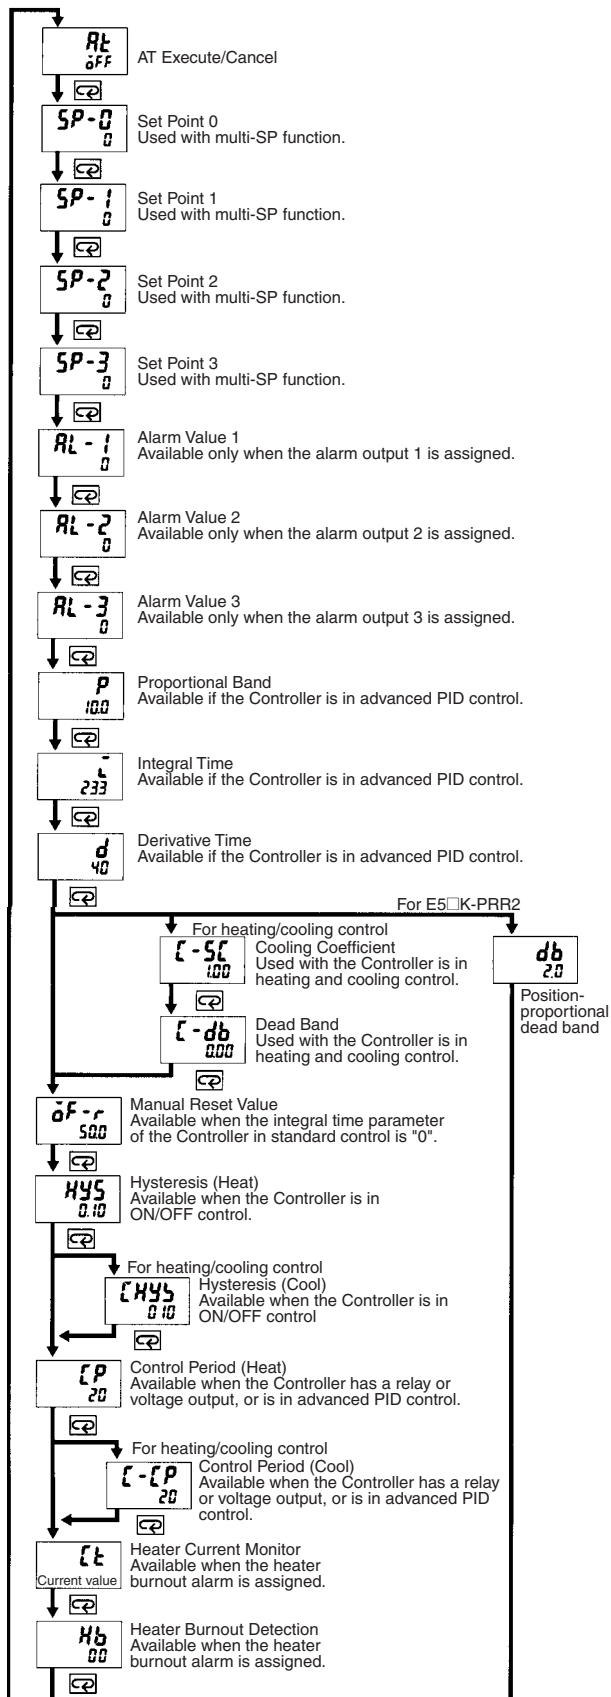 At
oFF
AT Execute/Cancel
SP-0
0
Set Point 0
Used with multi-SP function.
SP-1
0
Set Point 1
Used with multi-SP function.
SP-2
0
Set Point 2
Used with multi-SP function.
SP-3
0
Set Point 3
Used with multi-SP function.
AL-1
0
Alarm Value 1
Available only when the alarm output 1 is assigned.
AL-2
0
Alarm Value 2
Available only when the alarm output 2 is assigned.
AL-3
0
Alarm Value 3
Available only when the alarm output 3 is assigned.
P
10.0
Proportional Band
Available if the Controller is in advanced PID control.
i
233
Integral Time
Available if the Controller is in advanced PID control.
d
40
Derivative Time
Available if the Controller is in advanced PID control.
For E5□K-PRR2
For heating/cooling control
C-SC
1.00
Cooling Coefficient
Used with the Controller is in
heating and cooling control.
db
2.0
Position-
proportional
dead band
C-db
0.00
Dead Band
Used with the Controller is in
heating and cooling control.
oF-r
50.0
Manual Reset Value
Available when the integral time parameter
of the Controller in standard control is "0".
HYS
0.10
Hysteresis (Heat)
Available when the Controller is in
ON/OFF control.
For heating/cooling control
CHYS
0 10
Hysteresis (Cool)
Available when the Controller is in
ON/OFF control
CP
20
Control Period (Heat)
Available when the Controller has a relay or
voltage output, or is in advanced PID control.
For heating/cooling control
C-CP
20
Control Period (Cool)
Available when the Controller has a relay
or voltage output, or is in advanced PID
control.
Ct
Current value
Heater Current Monitor
Available when the heater
burnout alarm is assigned.
Hb
0.0
Heater Burnout Detection
Available when the heater
burnout alarm is assigned.